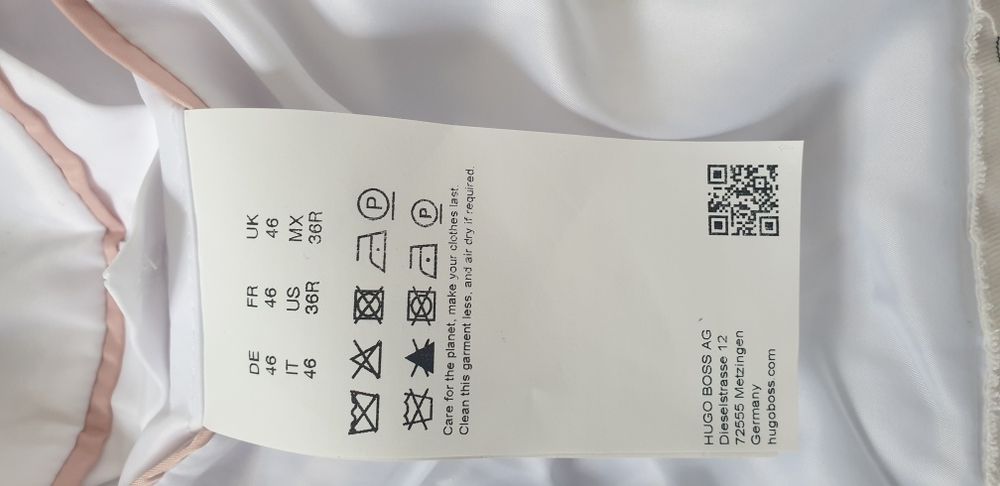 DE FR UK
46 46 46
IT US MX
46 36R 36R
P
P
Care for the planet, make your clothes last.
Clean this garment less, and air dry if required.
HUGO BOSS AG
Dieselstrasse 12
72555 Metzingen
Germany
hugoboss.com